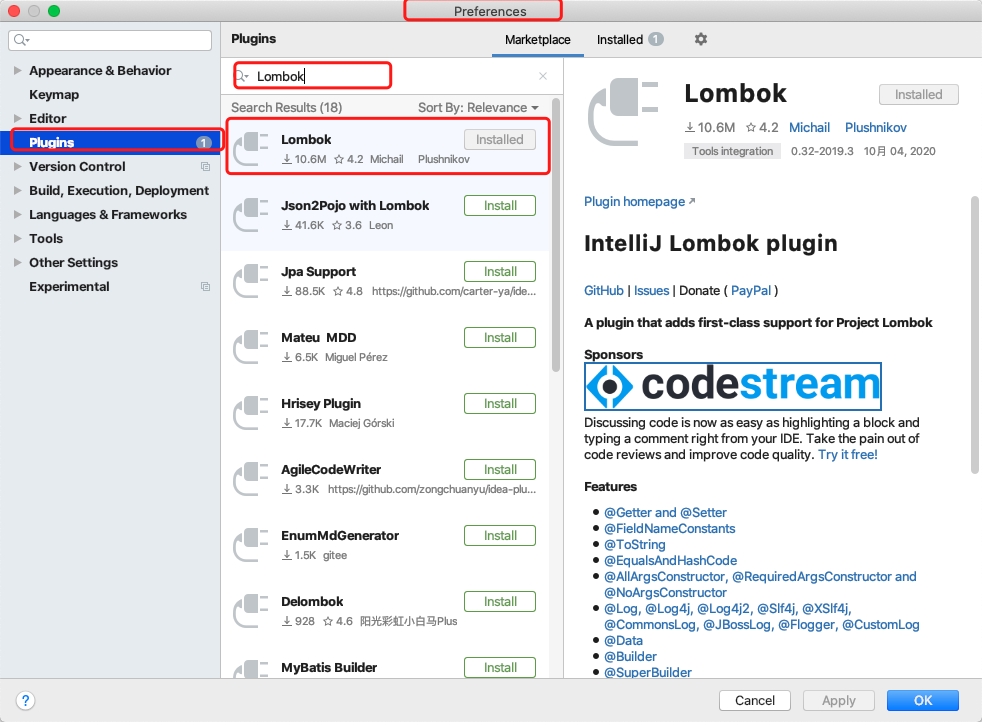 Preferences
Plugins
Marketplace
Installed 1
Appearance & Behavior
Keymap
Editor
Plugins 1
Version Control
Build, Execution, Deployment
Languages & Frameworks
Tools
Other Settings
Experimental
Lombok
Search Results (18)
Sort By: Relevance
Lombok
Installed
10.6M 4.2 Michail Plushnikov
Json2Pojo with Lombok
Install
41.6K 3.6 Leon
Jpa Support
Install
88.5K 4.8 https://github.com/carter-ya/ide...
Mateu MDD
Install
6.5K Miguel Pérez
Hrisey Plugin
Install
17.7K Maciej Górski
AgileCodeWriter
Install
3.3K https://github.com/zongchuanyu/idea-plu...
EnumMdGenerator
Install
1.5K gitee
Delombok
Install
928 4.6 阳光彩虹小白马Plus
MyBatis Builder
Install
Lombok
Installed
10.6M 4.2 Michail Plushnikov
Tools integration 0.32-2019.3 10月 04, 2020
Plugin homepage
IntelliJ Lombok plugin
GitHub | Issues | Donate ( PayPal )
A plugin that adds first-class support for Project Lombok
Sponsors
codestream
Discussing code is now as easy as highlighting a block and
typing a comment right from your IDE. Take the pain out of
code reviews and improve code quality. Try it free!
Features
@Getter and @Setter
@FieldNameConstants
@ToString
@EqualsAndHashCode
@AllArgsConstructor, @RequiredArgsConstructor and
@NoArgsConstructor
@Log, @Log4j, @Log4j2, @Slf4j, @XSlf4j,
@CommonsLog, @JBossLog, @Flogger, @CustomLog
@Data
@Builder
@SuperBuilder
?
Cancel
Apply
OK